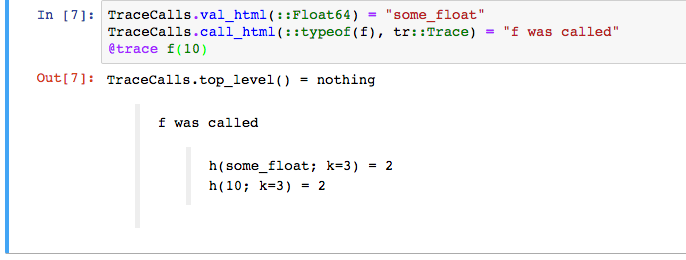 In [7]: TraceCalls.val_html(::Float64) = "some_float"
TraceCalls.call_html(::typeof(f), tr::Trace) = "f was called"
@trace f(10)
Out[7]: TraceCalls.top_level() = nothing
f was called
h(some_float; k=3) = 2
h(10; k=3) = 2